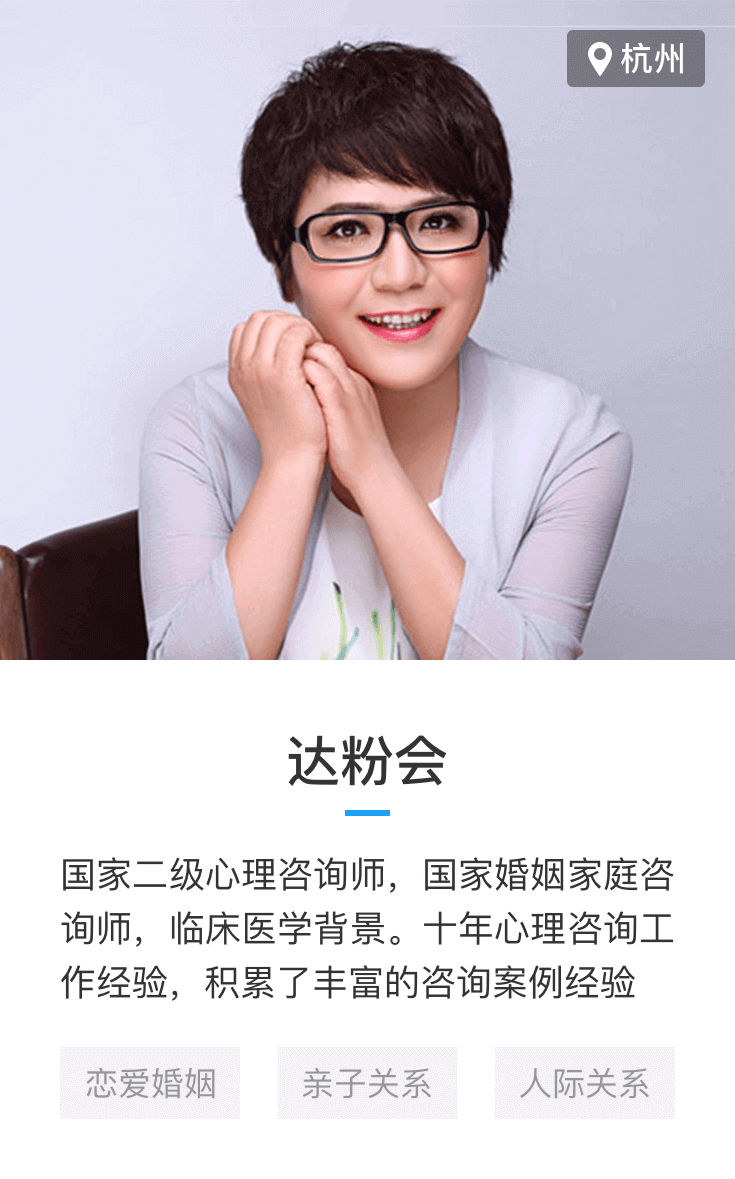 杭州
达粉会
国家二级心理咨询师，国家婚姻家庭咨
询师，临床医学背景。十年心理咨询工
作经验，积累了丰富的咨询案例经验
恋爱婚姻 亲子关系 人际关系